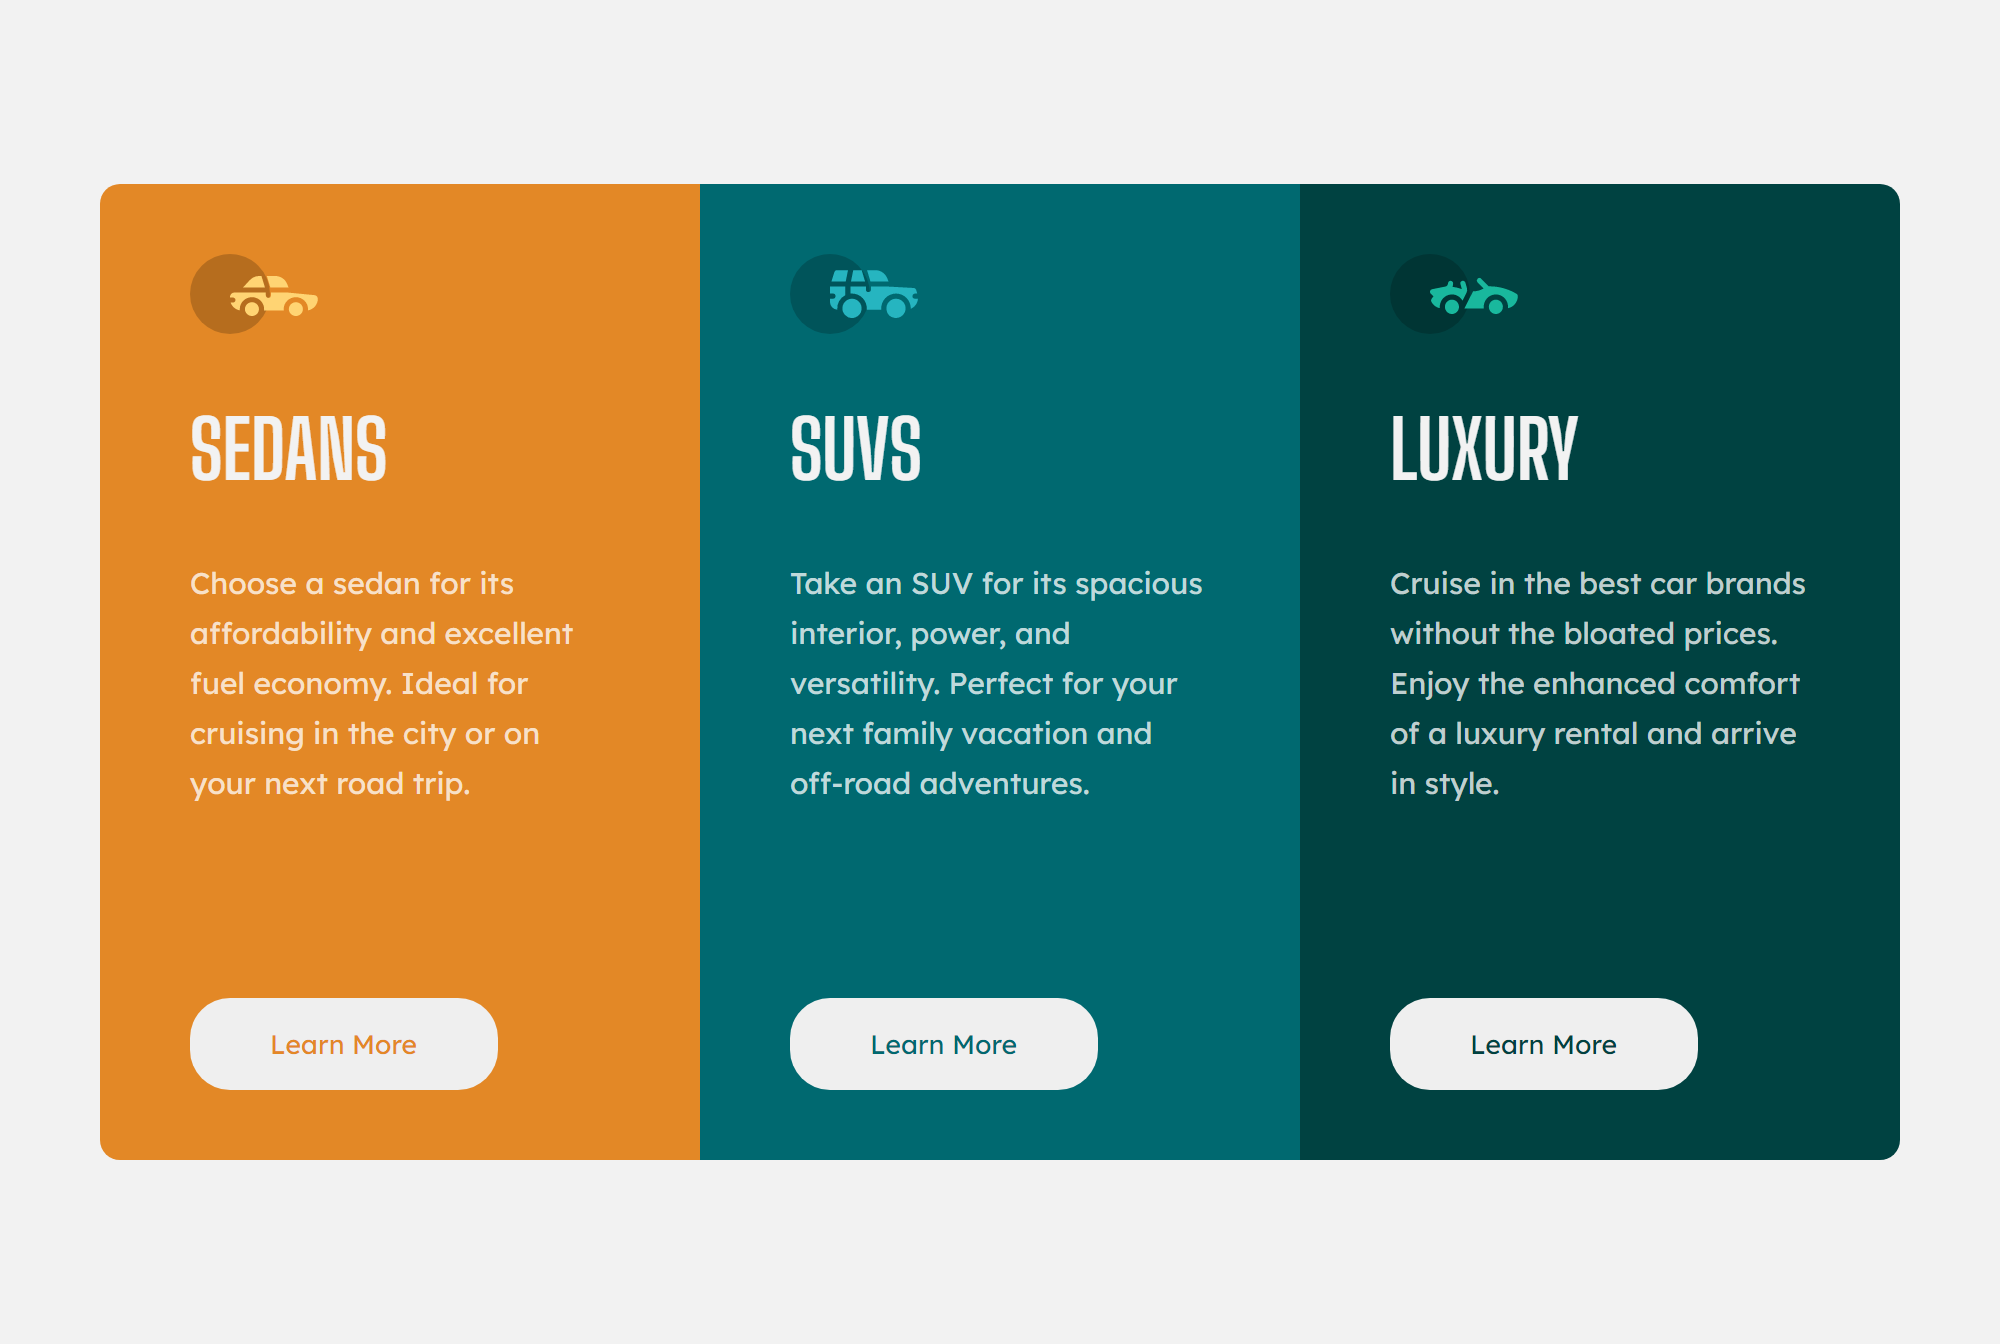 SEDANS
Choose a sedan for its
affordability and excellent
fuel economy. Ideal for
cruising in the city or on
your next road trip.
Learn More
SUVS
Take an SUV for its spacious
interior, power, and
versatility. Perfect for your
next family vacation and
off-road adventures.
Learn More
LUXURY
Cruise in the best car brands
without the bloated prices.
Enjoy the enhanced comfort
of a luxury rental and arrive
in style.
Learn More